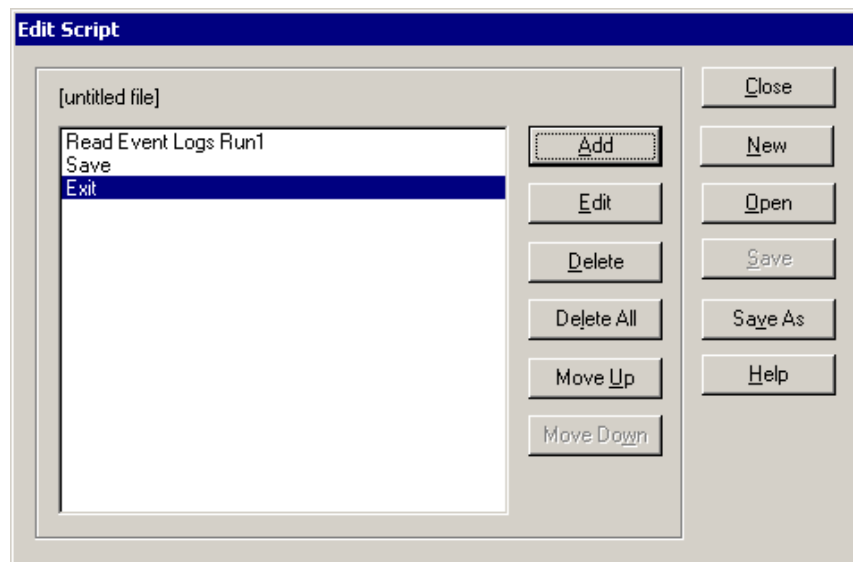 Edit Script
[untitled file]
Read Event Logs Run1
Save
Exit
Add
Edit
Delete
Delete All
Move Up
Move Down
Close
New
Open
Save
Save As
Help